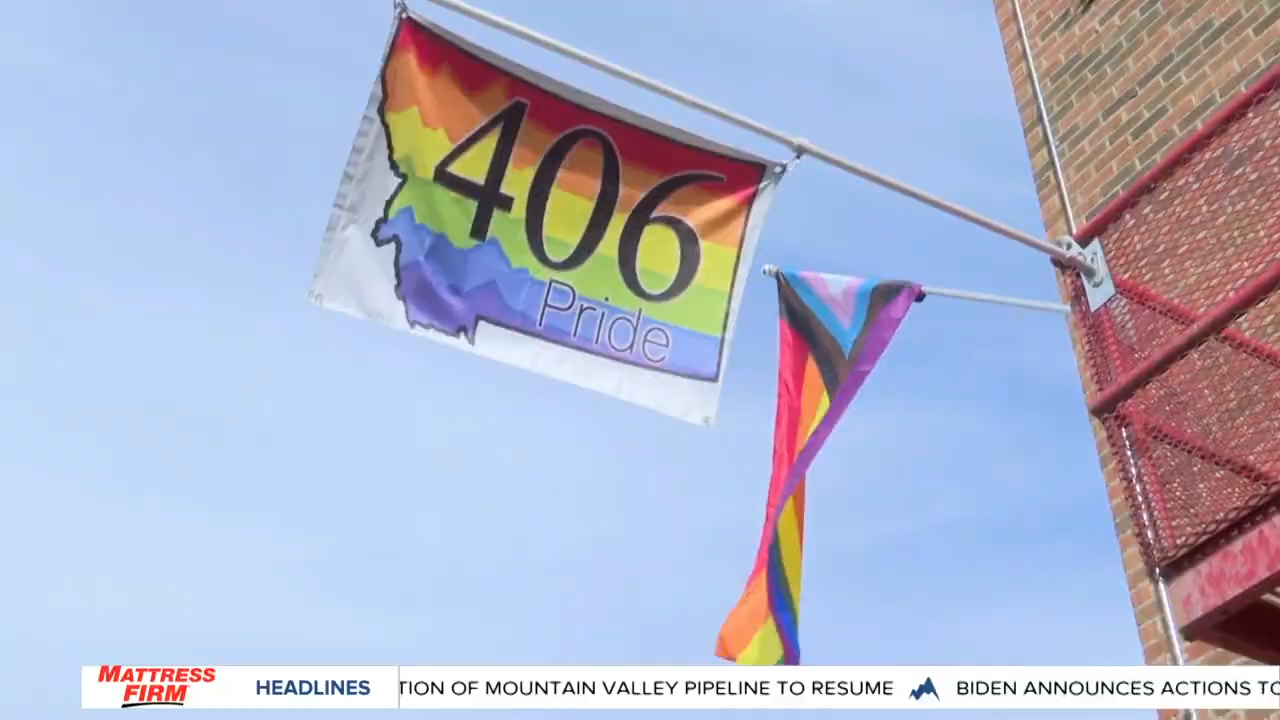 406
Pride
MATTRESS
FIRM
HEADLINES
TION OF MOUNTAIN VALLEY PIPELINE TO RESUME
BIDEN ANNOUNCES ACTIONS TO